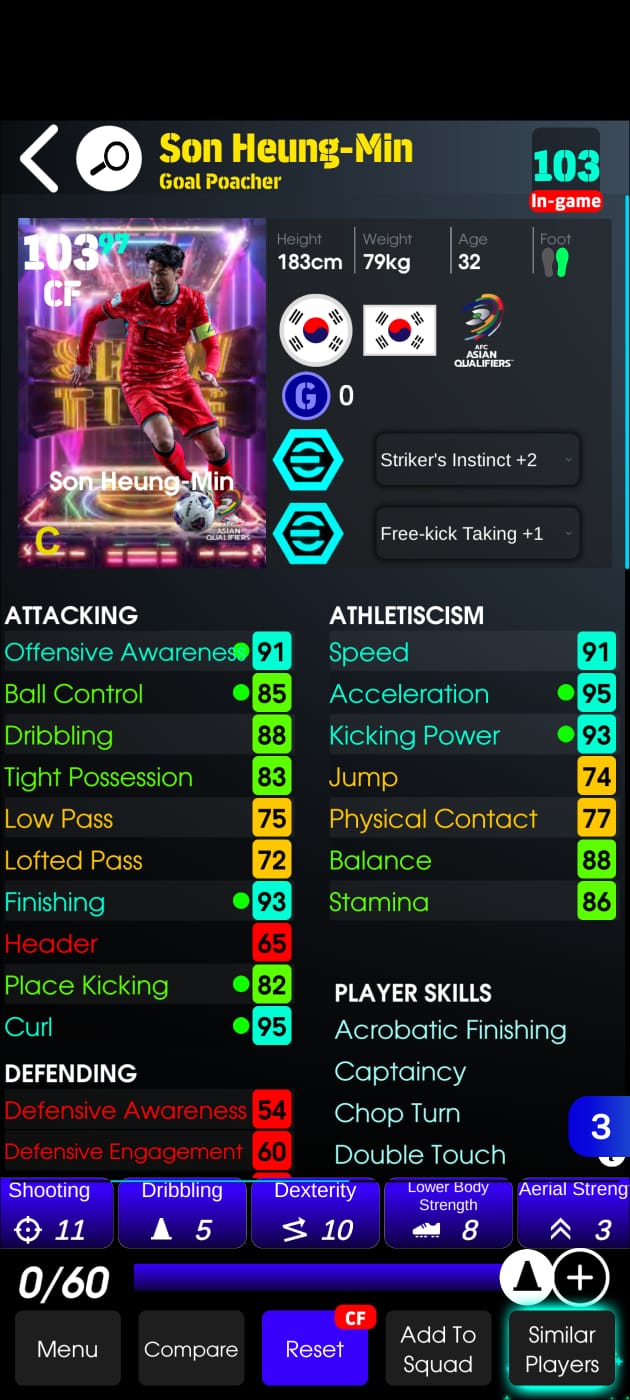 Son Heung-Min
Goal Poacher
103
In-game
103 97
CF
SHOW
TIME
Son Heung-Min
AFC
ASIAN
QUALIFIERS
C
Height
183cm
Weight
79kg
Age
32
Foot
AFC
ASIAN
QUALIFIERS™
G 0
Striker's Instinct +2
Free-kick Taking +1
ATTACKING
Offensive Awareness 91
Ball Control 85
Dribbling 88
Tight Possession 83
Low Pass 75
Lofted Pass 72
Finishing 93
Header 65
Place Kicking 82
Curl 95
DEFENDING
Defensive Awareness 54
Defensive Engagement 60
ATHLETISCISM
Speed 91
Acceleration 95
Kicking Power 93
Jump 74
Physical Contact 77
Balance 88
Stamina 86
PLAYER SKILLS
Acrobatic Finishing
Captaincy
Chop Turn
Double Touch
3
Shooting
11
Dribbling
5
Dexterity
10
Lower Body
Strength
8
Aerial Streng
3
0/60
Menu
Compare
CF
Reset
Add To
Squad
Similar
Players